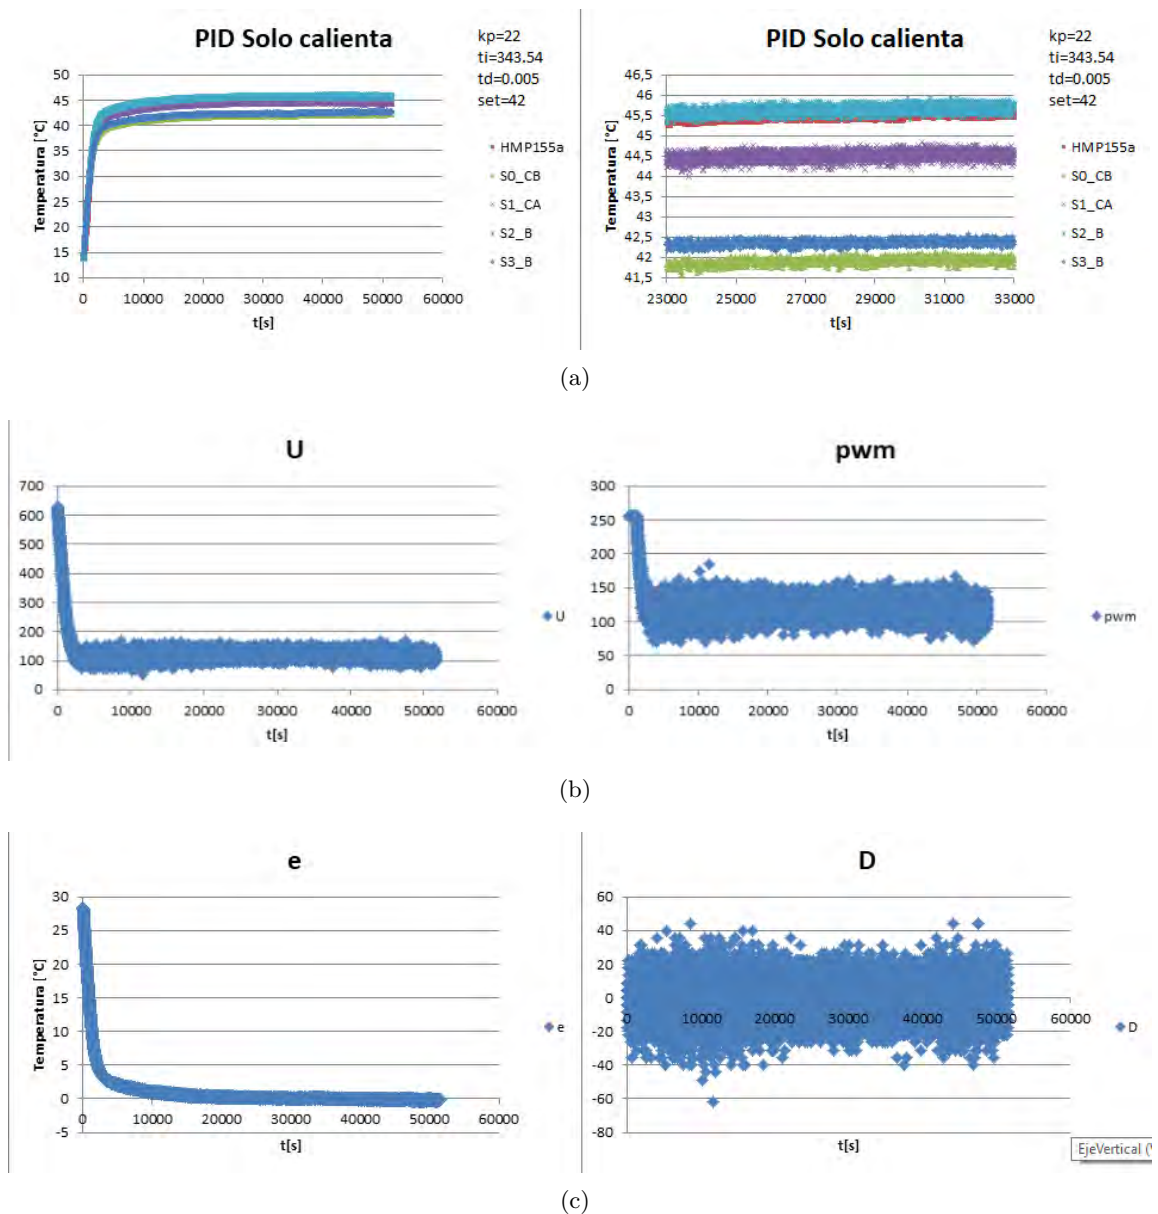 PID Solo calienta
kp=22
ti=343.54
td=0.005
set=42
Temperatura [°C]
50
45
40
35
30
25
20
15
10
0 10000 20000 30000 40000 50000 60000
t[s]
HMP155a
S0_CB
S1_CA
S2_B
S3_B
PID Solo calienta
kp=22
ti=343.54
td=0.005
set=42
Temperatura [°C]
46,5
46
45,5
45
44,5
44
43,5
43
42,5
42
41,5
23000 25000 27000 29000 31000 33000
t[s]
HMP155a
S0_CB
S1_CA
S2_B
S3_B
(a)
U
700
600
500
400
300
200
100
0
0 10000 20000 30000 40000 50000 60000
t[s]
U
pwm
300
250
200
150
100
50
0
0 10000 20000 30000 40000 50000 60000
t[s]
pwm
(b)
e
Temperatura [°C]
30
25
20
15
10
5
0
-5
0 10000 20000 30000 40000 50000 60000
t[s]
e
D
60
40
20
0
-20
-40
-60
-80
0 10000 20000 30000 40000 50000 60000
t[s]
D
EjeVertical (
(c)